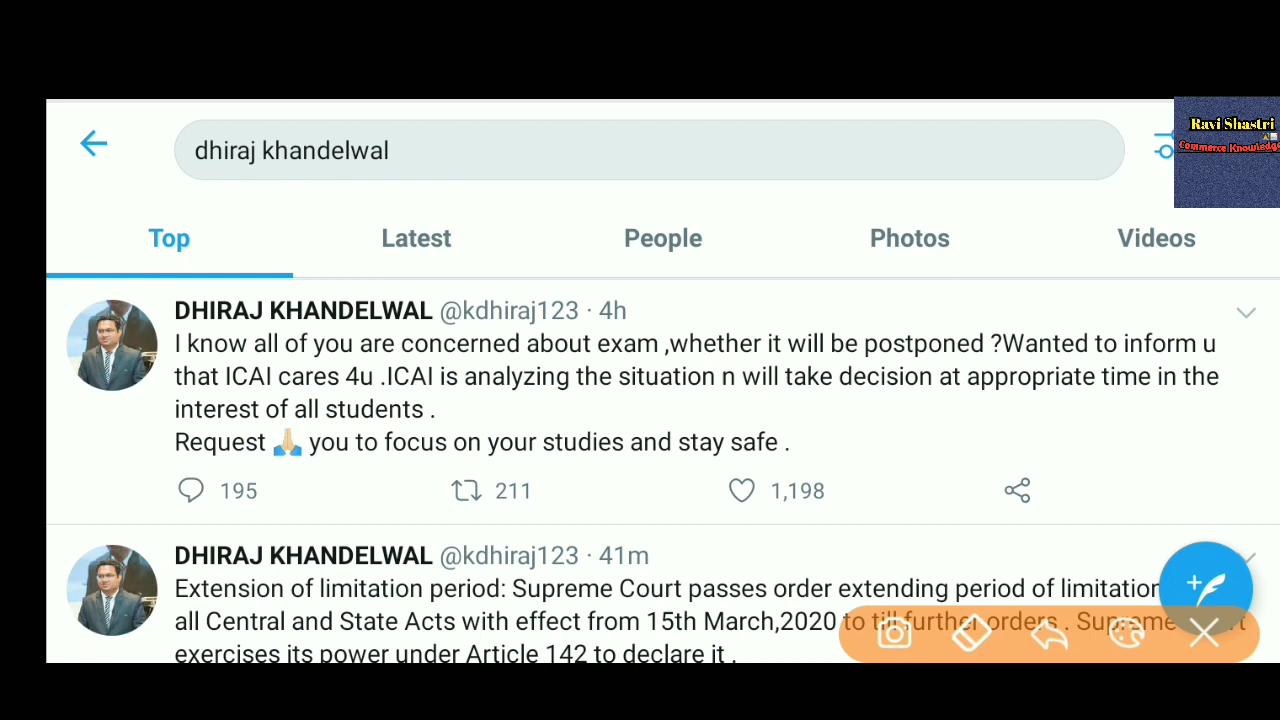 dhiraj khandelwal
Ravi Shastri
Commerce Knowledge
Top
Latest
People
Photos
Videos
DHIRAJ KHANDELWAL @kdhiraj123 · 4h
I know all of you are concerned about exam ,whether it will be postponed ?Wanted to inform u
that ICAI cares 4u .ICAI is analyzing the situation n will take decision at appropriate time in the
interest of all students .
Request 🙏🏻 you to focus on your studies and stay safe .
195
211
1,198
DHIRAJ KHANDELWAL @kdhiraj123 · 41m
Extension of limitation period: Supreme Court passes order extending period of limitation
all Central and State Acts with effect from 15th March,2020 to till further orders . Supreme
exercises its power under Article 142 to declare it .